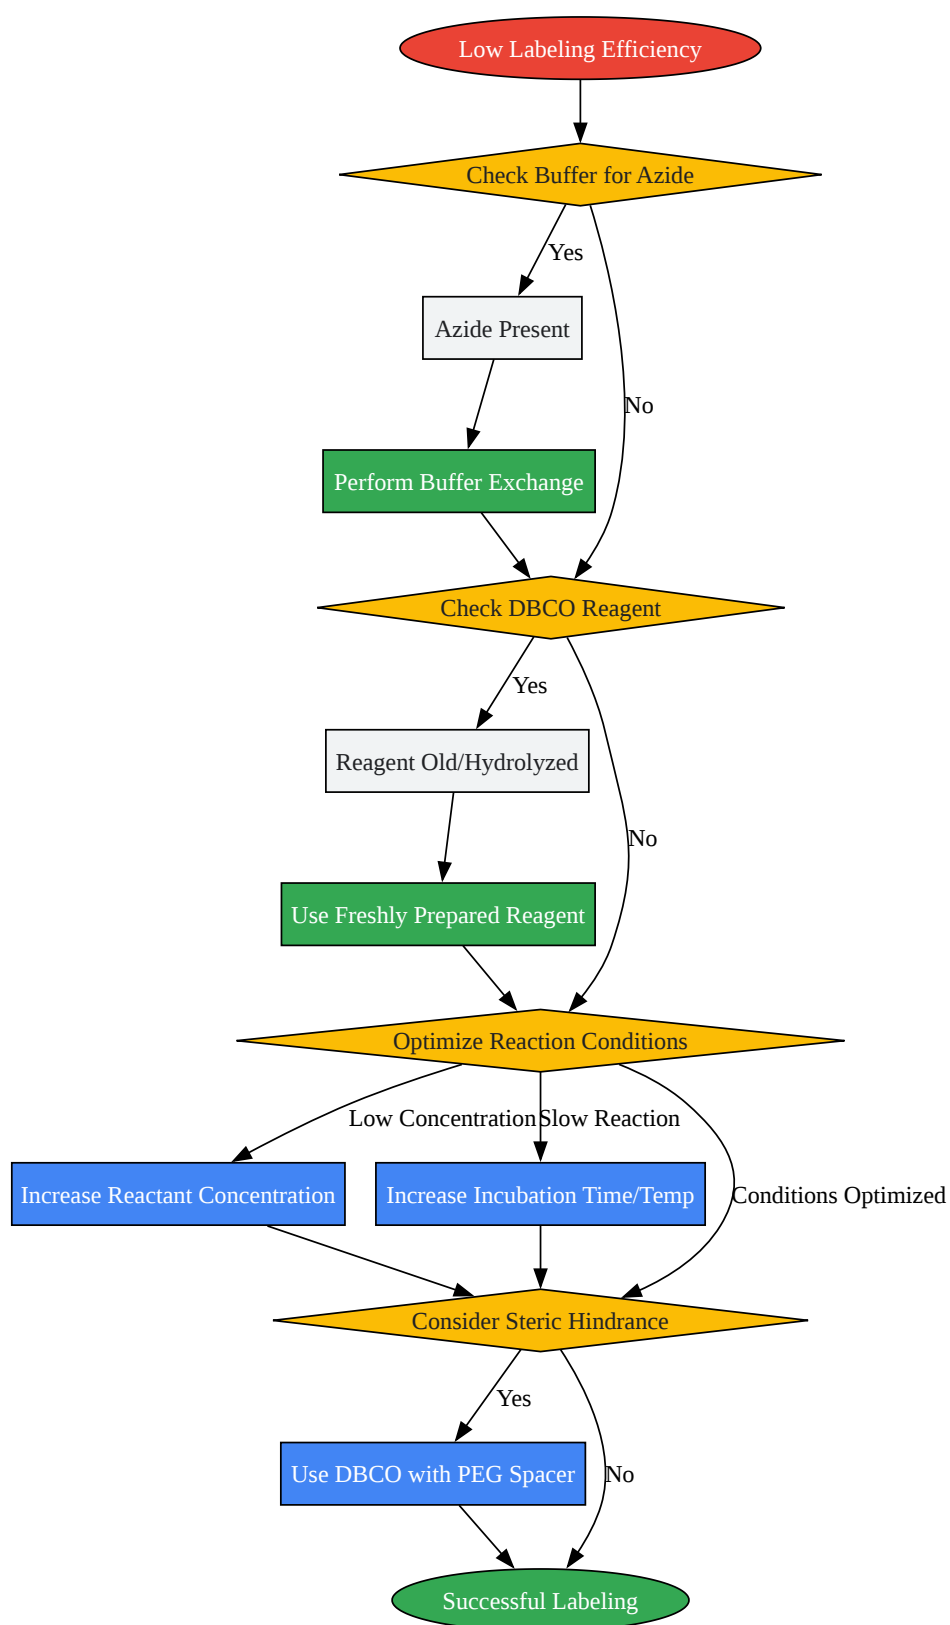 Low Labeling Efficiency
Check Buffer for Azide
Yes
Azide Present
No
Perform Buffer Exchange
Check DBCO Reagent
Yes
Reagent Old/Hydrolyzed
No
Use Freshly Prepared Reagent
Optimize Reaction Conditions
Low Concentration
Slow Reaction
Increase Reactant Concentration
Increase Incubation Time/Temp
Conditions Optimized
Consider Steric Hindrance
Yes
Use DBCO with PEG Spacer
No
Successful Labeling